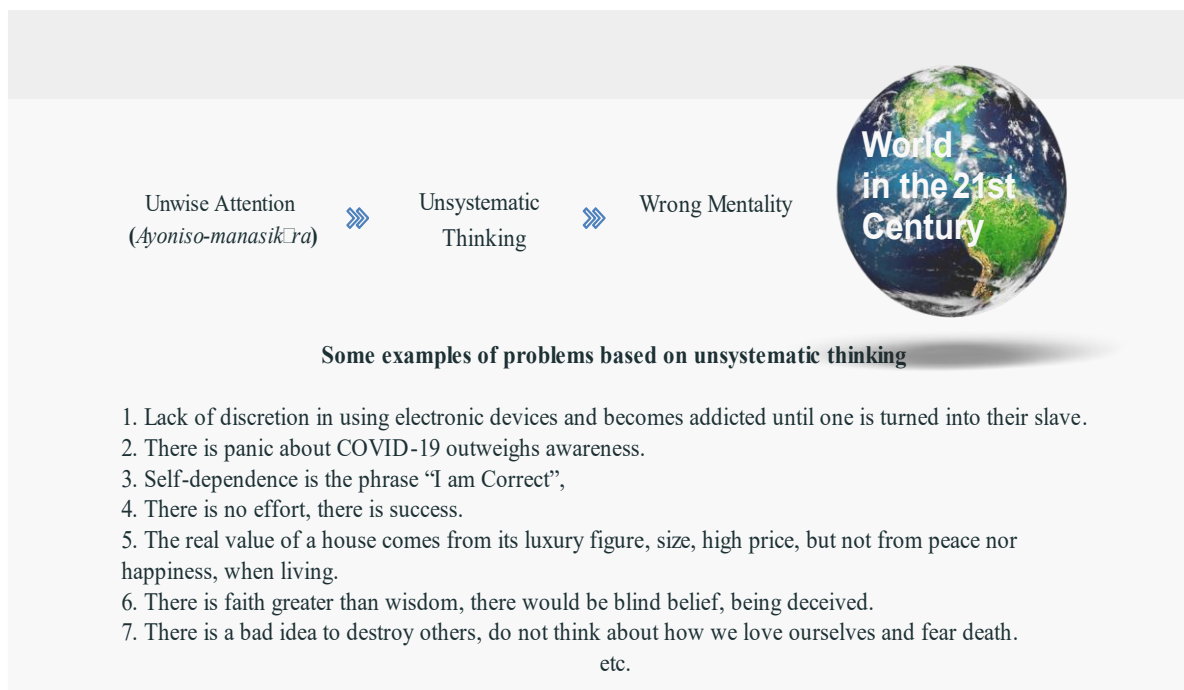 World
in the 21st
Century
Unwise Attention
(Ayoniso-manasik□ra)
Unsystematic
Thinking
Wrong Mentality
Some examples of problems based on unsystematic thinking
1. Lack of discretion in using electronic devices and becomes addicted until one is turned into their slave.
2. There is panic about COVID-19 outweighs awareness.
3. Self-dependence is the phrase “I am Correct”,
4. There is no effort, there is success.
5. The real value of a house comes from its luxury figure, size, high price, but not from peace nor
happiness, when living.
6. There is faith greater than wisdom, there would be blind belief, being deceived.
7. There is a bad idea to destroy others, do not think about how we love ourselves and fear death.
etc.